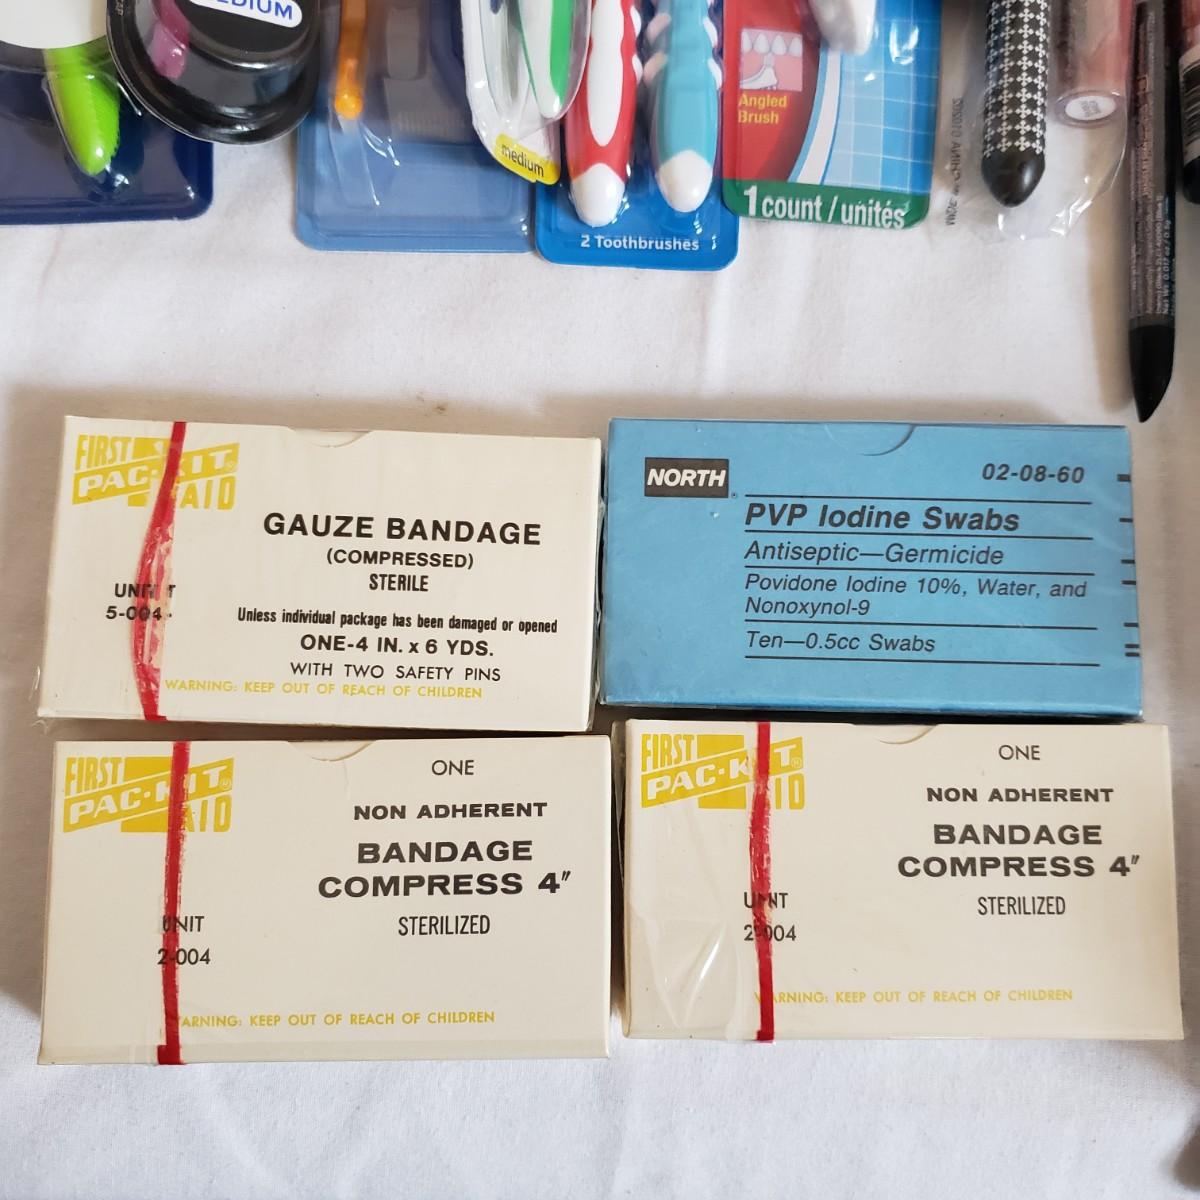 MEDIUM
medium
2 Toothbrushes
Angled
Brush
1 count / unités
FIRST
PAC-KIT®
AID
GAUZE BANDAGE
(COMPRESSED)
STERILE
UNIT
5-004
Unless individual package has been damaged or opened
ONE-4 IN. x 6 YDS.
WITH TWO SAFETY PINS
WARNING: KEEP OUT OF REACH OF CHILDREN
NORTH®
02-08-60
PVP Iodine Swabs
Antiseptic—Germicide
Povidone Iodine 10%, Water, and
Nonoxynol-9
Ten—0.5cc Swabs
FIRST
PAC-KIT®
AID
ONE
NON ADHERENT
BANDAGE
COMPRESS 4"
STERILIZED
UNIT
2-004
WARNING: KEEP OUT OF REACH OF CHILDREN
FIRST
PAC-KIT®
AID
ONE
NON ADHERENT
BANDAGE
COMPRESS 4"
STERILIZED
UNIT
2-004
WARNING: KEEP OUT OF REACH OF CHILDREN